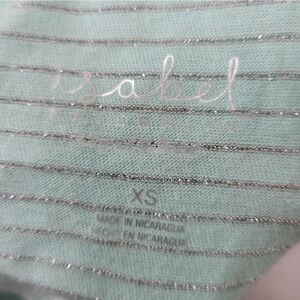 isabel
XS
MADE IN NICARAGUA
HECHO EN NICARAGUA